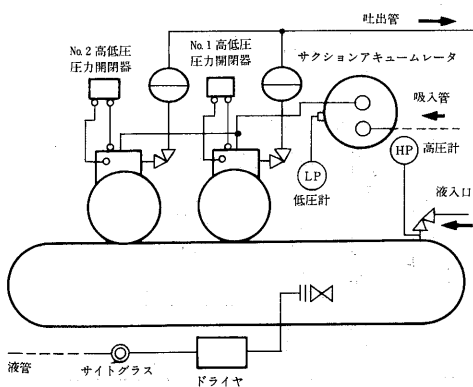 吐出管
No.2 高低圧
圧力開閉器
No.1 高低圧
圧力開閉器
サクションアキュームレータ
吸入管
HP
高圧計
LP
低圧計
液入口
液管
サイトグラス
ドライヤ